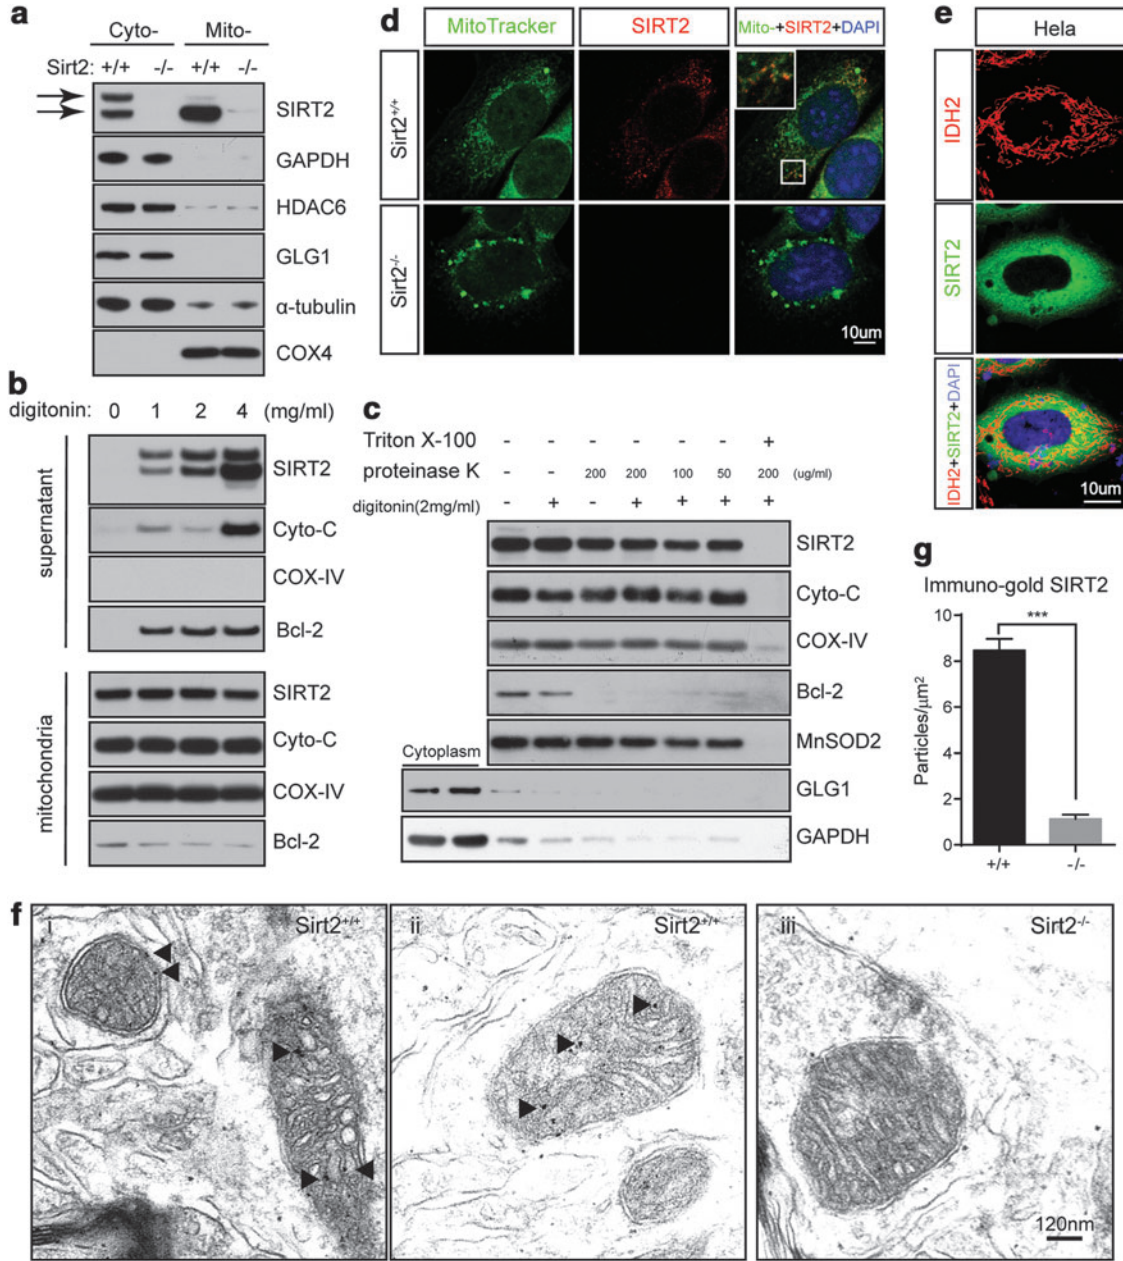 a
Cyto- Mito-
Sirt2: +/+ -/- +/+ -/-
SIRT2
GAPDH
HDAC6
GLG1
α-tubulin
COX4
b
digitonin: 0 1 2 4 (mg/ml)
supernatant
SIRT2
Cyto-C
COX-IV
Bcl-2
mitochondria
SIRT2
Cyto-C
COX-IV
Bcl-2
c
Triton X-100 - - - - - - +
proteinase K - - 200 200 100 50 200 (ug/ml)
digitonin(2mg/ml) - + - + + + +
SIRT2
Cyto-C
COX-IV
Bcl-2
MnSOD2
Cytoplasm
GLG1
GAPDH
d
MitoTracker SIRT2 Mito-+SIRT2+DAPI
Sirt2+/+
Sirt2-/-
10um
e
Hela
IDH2
SIRT2
IDH2+SIRT2+DAPI
10um
g
Immuno-gold SIRT2
Particles/μm²
10
8
6
4
2
0
***
+/+ -/-
f
i Sirt2+/+
ii Sirt2+/+
iii Sirt2-/-
120nm